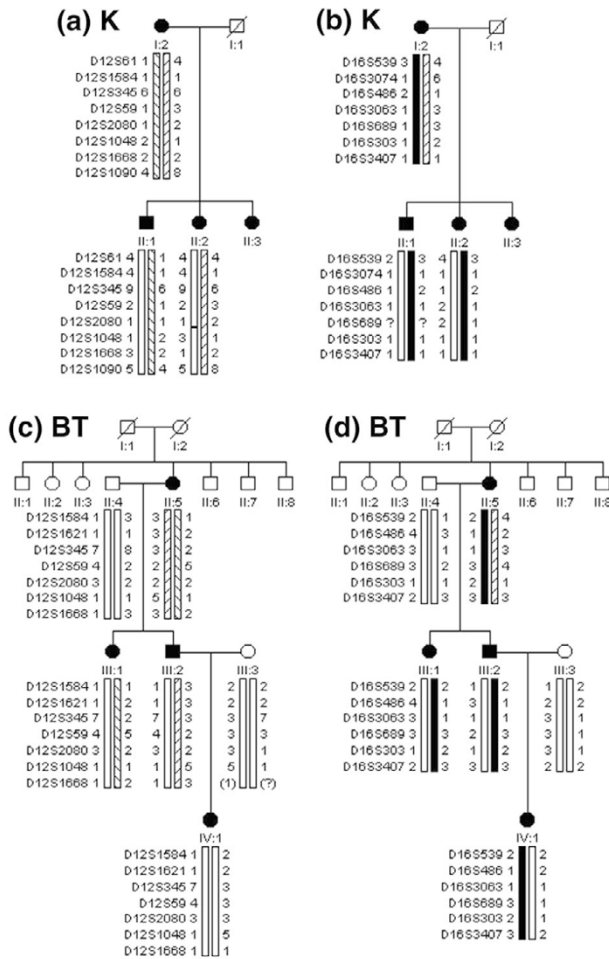 (a) K
I:2 I:1
D12S61 1 4
D12S1584 1 1
D12S345 6 6
D12S59 1 3
D12S2080 1 2
D12S1048 2 1
D12S1668 2 2
D12S1090 4 8
II:1 II:2 II:3
D12S61 4 1 4 4
D12S1584 4 1 4 1
D12S345 9 6 9 6
D12S59 2 1 2 3
D12S2080 1 1 1 2
D12S1048 1 2 3 1
D12S1668 3 2 1 2
D12S1090 5 4 5 8
(b) K
I:2 I:1
D16S539 3 4
D16S3074 1 6
D16S486 2 1
D16S3063 1 3
D16S689 1 3
D16S303 1 2
D16S3407 1 1
II:1 II:2 II:3
D16S539 2 3 4 3
D16S3074 1 1 1 1
D16S486 1 2 1 2
D16S3063 1 1 1 1
D16S689 ? ? 2 1
D16S303 1 1 1 1
D16S3407 1 1 1 1
(c) BT
I:1 I:2
II:1 II:2 II:3 II:4 II:5 II:6 II:7 II:8
D12S1584 1 3 3 1
D12S1621 1 1 3 2
D12S345 7 8 3 2
D12S59 4 2 2 5
D12S2080 3 2 2 2
D12S1048 1 1 5 1
D12S1668 1 3 3 2
III:1 III:2 III:3
D12S1584 1 1 1 3 2 2
D12S1621 1 2 1 3 2 1
D12S345 7 2 7 3 3 7
D12S59 4 5 4 2 3 3
D12S2080 3 2 3 2 3 1
D12S1048 1 1 1 5 5 1
D12S1668 1 2 1 3 (1) (?)
IV:1
D12S1584 1 2
D12S1621 1 2
D12S345 7 3
D12S59 4 3
D12S2080 3 3
D12S1048 1 5
D12S1668 1 1
(d) BT
I:1 I:2
II:1 II:2 II:3 II:4 II:5 II:6 II:7 II:8
D16S539 2 1 2 4
D16S486 4 3 1 2
D16S3063 3 1 1 3
D16S689 3 2 3 4
D16S303 1 1 2 1
D16S3407 2 2 3 3
III:1 III:2 III:3
D16S539 2 2 1 2 1 2
D16S486 4 1 3 1 2 1
D16S3063 3 1 1 1 3 1
D16S689 3 3 2 3 3 1
D16S303 1 2 1 2 3 1
D16S3407 2 3 2 3 2 2
IV:1
D16S539 2 2
D16S486 1 1
D16S3063 1 1
D16S689 3 1
D16S303 2 1
D16S3407 3 2